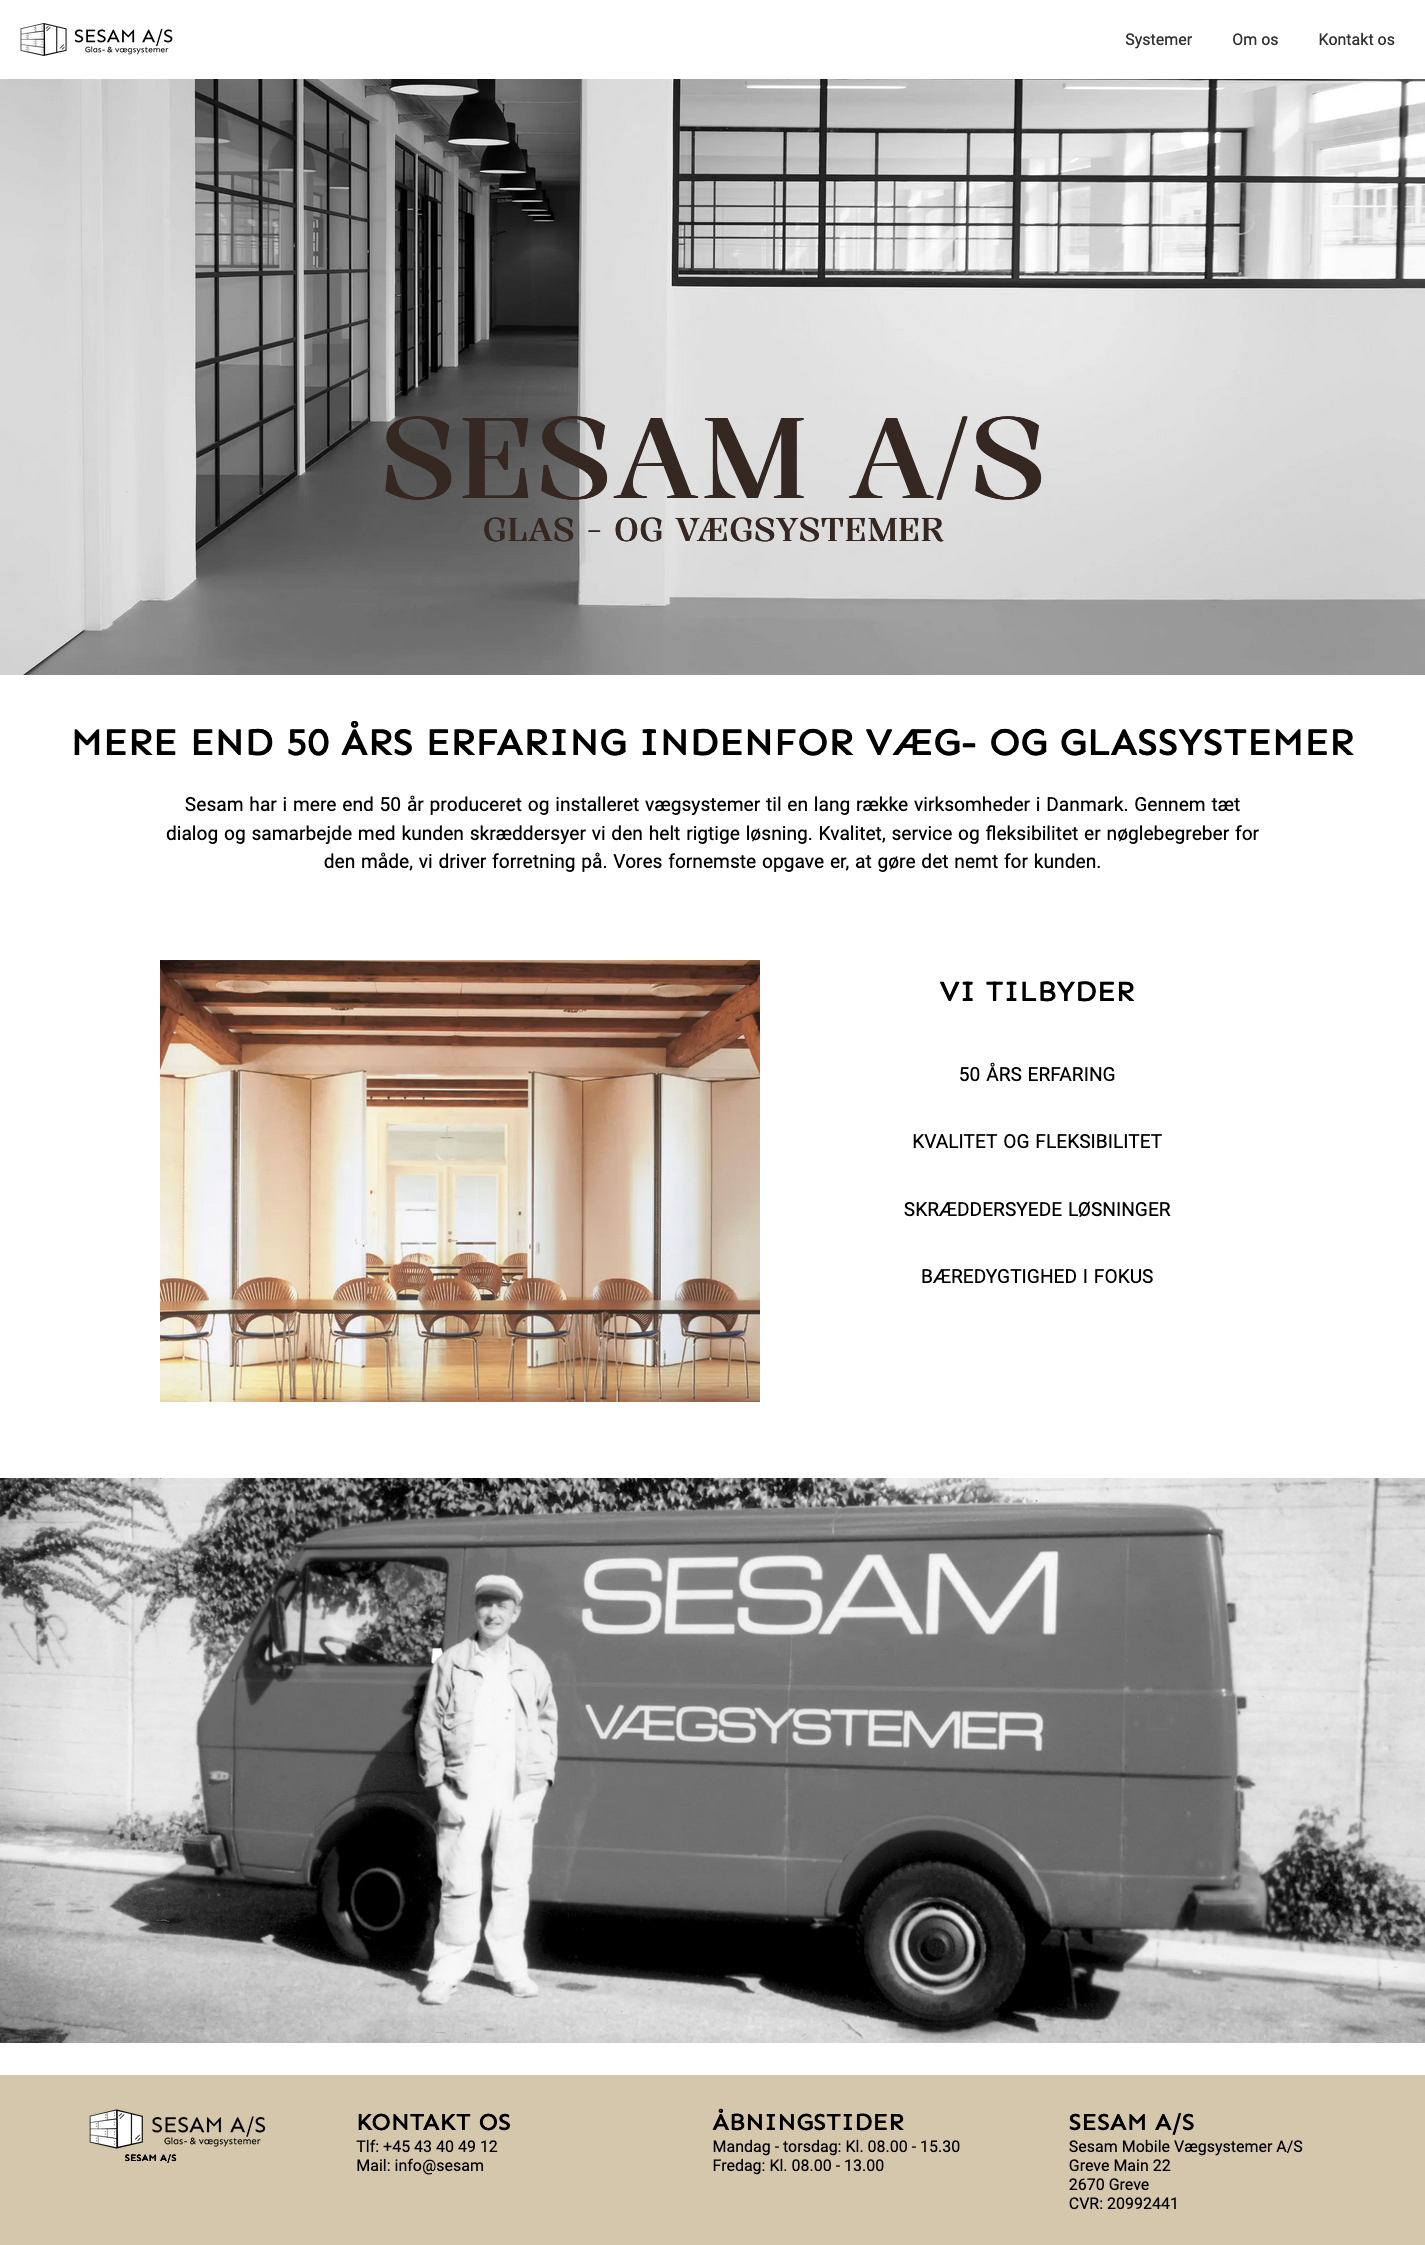 SESAM A/S
Glas- & vægsystemer
Systemer Om os Kontakt os
SESAM A/S
GLAS - OG VÆGSYSTEMER
MERE END 50 ÅRS ERFARING INDENFOR VÆG- OG GLASSYSTEMER
Sesam har i mere end 50 år produceret og installeret vægsystemer til en lang række virksomheder i Danmark. Gennem tæt
dialog og samarbejde med kunden skræddersyer vi den helt rigtige løsning. Kvalitet, service og fleksibilitet er nøglebegreber for
den måde, vi driver forretning på. Vores fornemste opgave er, at gøre det nemt for kunden.
VI TILBYDER
50 ÅRS ERFARING
KVALITET OG FLEKSIBILITET
SKRÆDDERSYEDE LØSNINGER
BÆREDYGTIGHED I FOKUS
SESAM
VÆGSYSTEMER
SESAM A/S
Glas- & vægsystemer
SESAM A/S
KONTAKT OS
Tlf: +45 43 40 49 12
Mail: info@sesam
ÅBNINGSTIDER
Mandag - torsdag: Kl. 08.00 - 15.30
Fredag: Kl. 08.00 - 13.00
SESAM A/S
Sesam Mobile Vægsystemer A/S
Greve Main 22
2670 Greve
CVR: 20992441